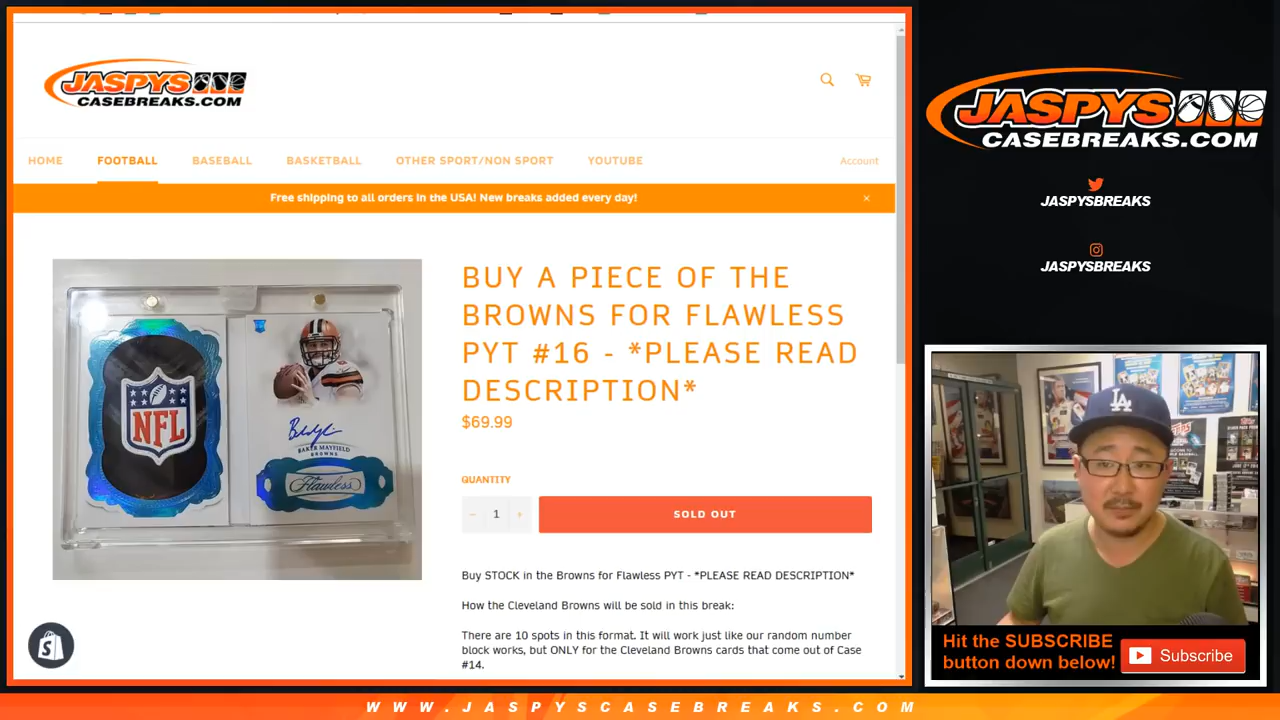 JASPYS
CASEBREAKS.COM
HOME
FOOTBALL
BASEBALL
BASKETBALL
OTHER SPORT/NON SPORT
YOUTUBE
Account
Free shipping to all orders in the USA! New breaks added every day!
×
NFL
BAKER MAYFIELD
BROWNS
Flawless
BUY A PIECE OF THE
BROWNS FOR FLAWLESS
PYT #16 - *PLEASE READ
DESCRIPTION*
$69.99
QUANTITY
− 1 +
SOLD OUT
Buy STOCK in the Browns for Flawless PYT - *PLEASE READ DESCRIPTION*
How the Cleveland Browns will be sold in this break:
There are 10 spots in this format. It will work just like our random number
block works, but ONLY for the Cleveland Browns cards that come out of Case
#14.
JASPYS
CASEBREAKS.COM
JASPYSBREAKS
JASPYSBREAKS
LA
Hit the SUBSCRIBE
button down below!
Subscribe
WWW.JASPYSCASEBREAKS.COM